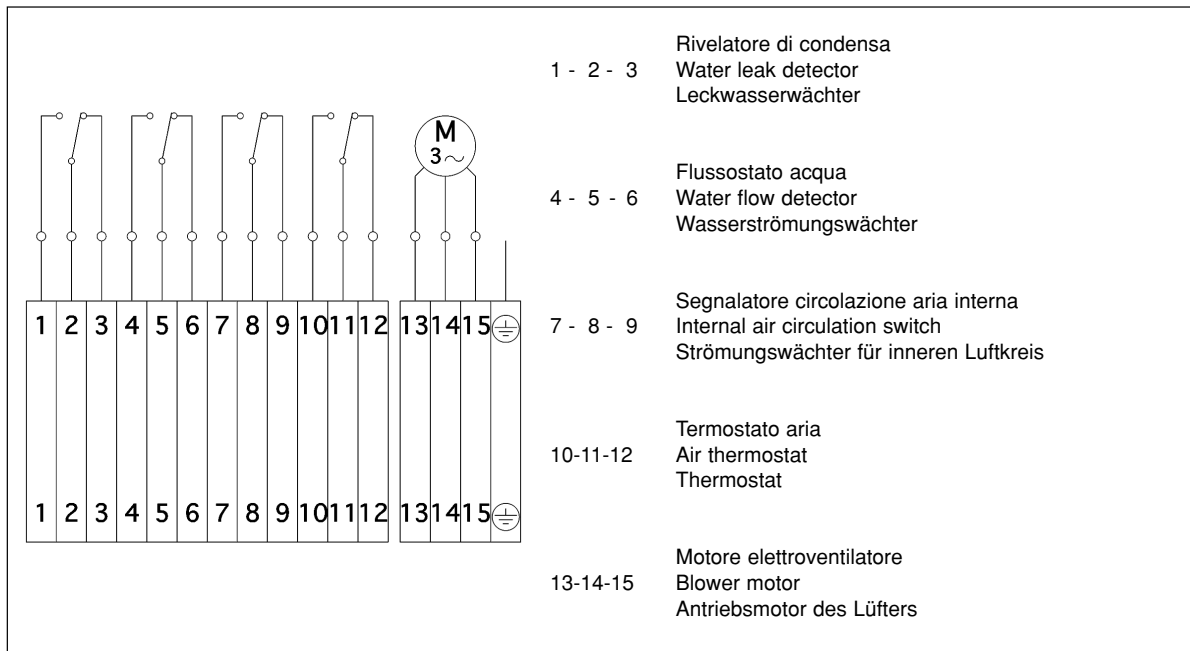 M
3
1 2 3 4 5 6 7 8 9 10 11 12 13 14 15
1 2 3 4 5 6 7 8 9 10 11 12 13 14 15
1 - 2 - 3
Rivelatore di condensa
Water leak detector
Leckwasserwächter
4 - 5 - 6
Flussostato acqua
Water flow detector
Wasserströmungswächter
7 - 8 - 9
Segnalatore circolazione aria interna
Internal air circulation switch
Strömungswächter für inneren Luftkreis
10-11-12
Termostato aria
Air thermostat
Thermostat
13-14-15
Motore elettroventilatore
Blower motor
Antriebsmotor des Lüfters